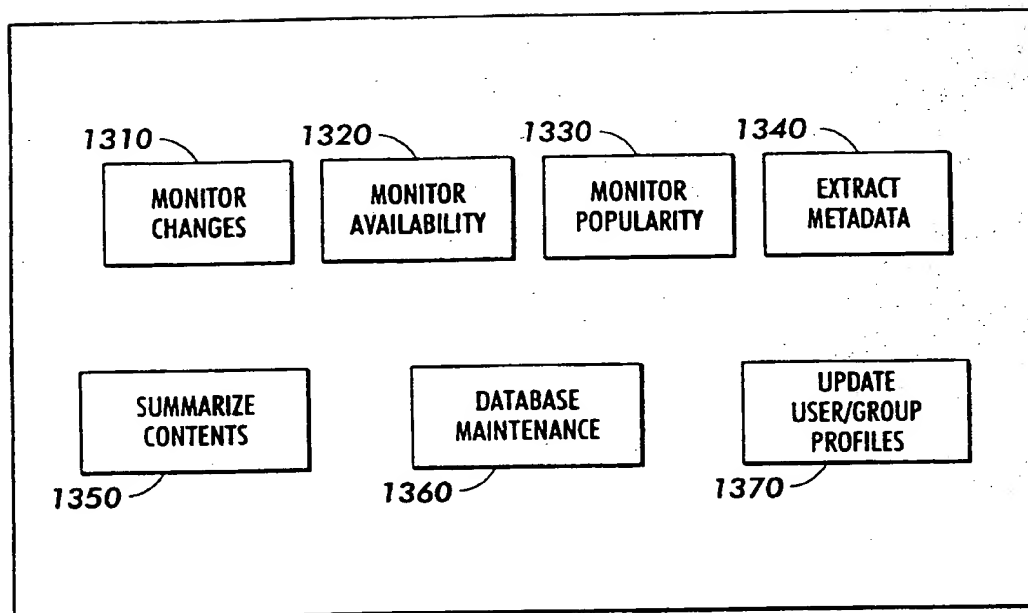 1310
1320
1330
1340
MONITOR
CHANGES
MONITOR
AVAILABILITY
MONITOR
POPULARITY
EXTRACT
METADATA
SUMMARIZE
CONTENTS
DATABASE
MAINTENANCE
UPDATE
USER/GROUP
PROFILES
1350
1360
1370